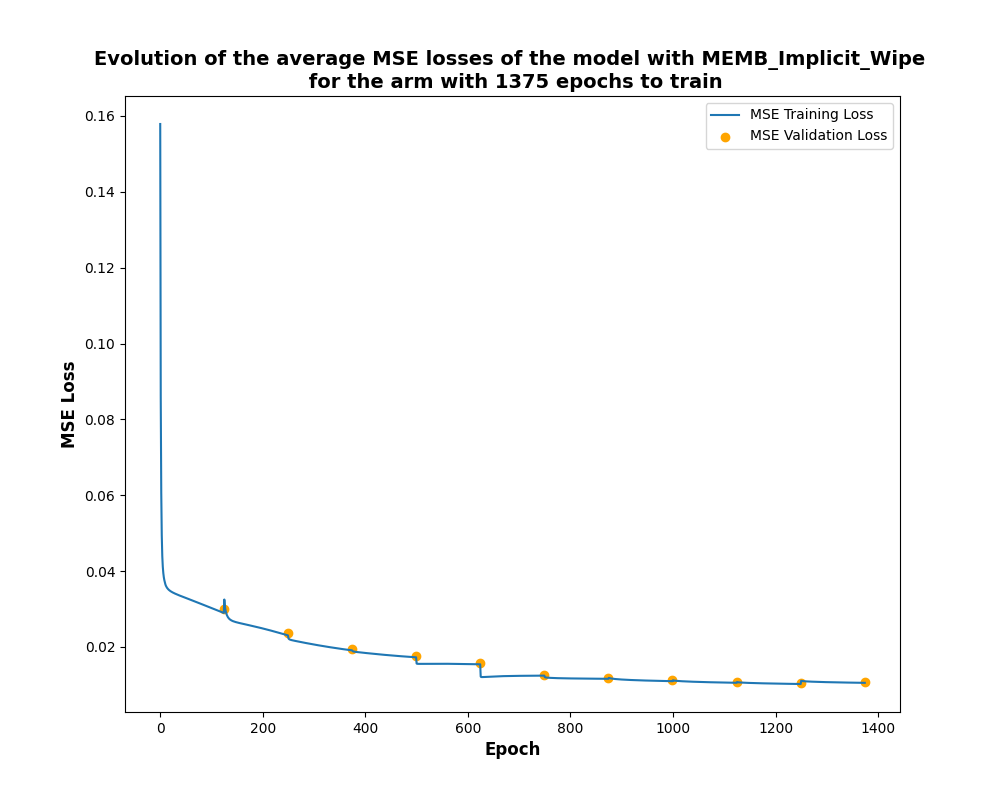 Evolution of the average MSE losses of the model with MEMB_Implicit_Wipe
for the arm with 1375 epochs to train
MSE Training Loss
MSE Validation Loss
0.16
0.14
0.12
0.10
0.08
0.06
0.04
0.02
MSE Loss
0
200
400
600
800
1000
1200
1400
Epoch